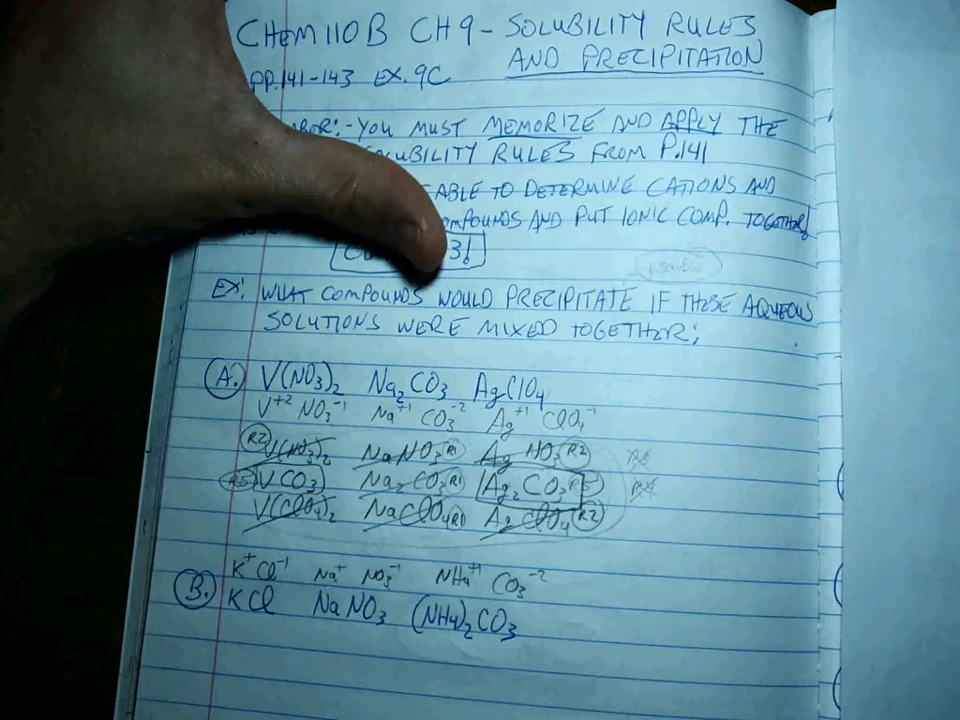 CHEM 110B CH9 - SOLUBILITY RULES
AND PRECIPITATION
PP.141-143 EX. 9C
- YOU MUST MEMORIZE AND APPLY THE
RULES FROM P.141
ABLE TO DETERMINE CATIONS AND
AND PUT IONIC COMP. TOGETHER
3!
EX: WHAT COMPOUNDS WOULD PRECIPITATE IF THESE AQUEOUS
SOLUTIONS WERE MIXED TOGETHER:
A. V(NO3)2 Na2CO3 AgClO4
V+2 NO3-1 Na+1 CO3-2 Ag+1 ClO4-1
R2 V(NO3)2 NaNO3 R1 AgNO3 R2
R5 VCO3 Na2CO3 R1 Ag2CO3 R5
V(ClO4)2 NaClO4 R1 AgClO4 R2
K+ Cl-1 Na+ NO3-1 NH4+1 CO3-2
B. KCl NaNO3 (NH4)2CO3